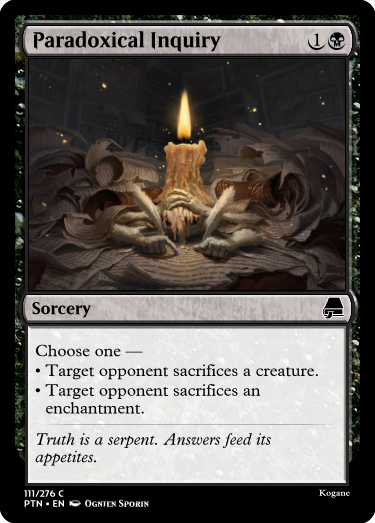 Paradoxical Inquiry 1
Sorcery
Choose one —
• Target opponent sacrifices a creature.
• Target opponent sacrifices an
enchantment.
Truth is a serpent. Answers feed its
appetites.
111/276 C Kogane
PTN • EN Ognjen Sporin